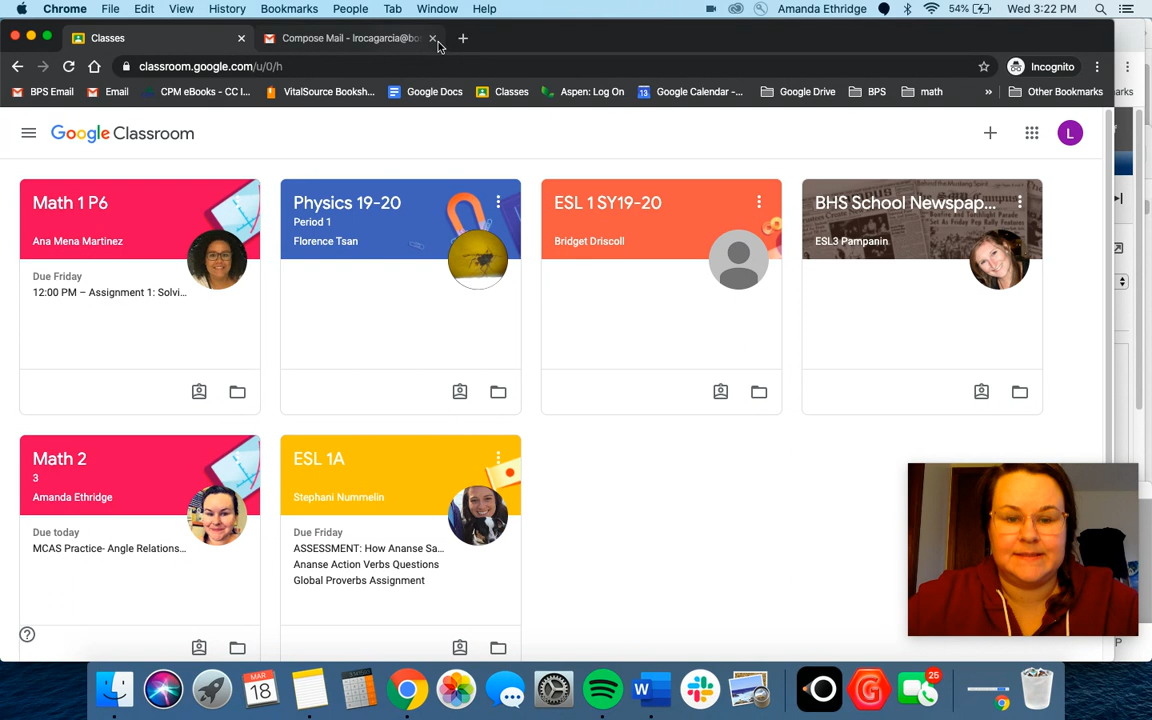 Chrome File Edit View History Bookmarks People Tab Window Help Amanda Ethridge 54% Wed 3:22 PM
Classes Compose Mail - lrocagarcia@bo
classroom.google.com/u/0/h Incognito
BPS Email Email CPM eBooks - CC I... VitalSource Booksh... Google Docs Classes Aspen: Log On 13 Google Calendar -... Google Drive BPS math » Other Bookmarks arks
Google Classroom L
Math 1 P6
Ana Mena Martinez
Due Friday
12:00 PM – Assignment 1: Solvi...
Physics 19-20
Period 1
Florence Tsan
ESL 1 SY19-20
Bridget Driscoll
BHS School Newspap...
ESL3 Pampanin
Math 2
3
Amanda Ethridge
Due today
MCAS Practice- Angle Relations...
ESL 1A
Stephani Nummelin
Due Friday
ASSESSMENT: How Ananse Sa...
Ananse Action Verbs Questions
Global Proverbs Assignment
MAR
18
25